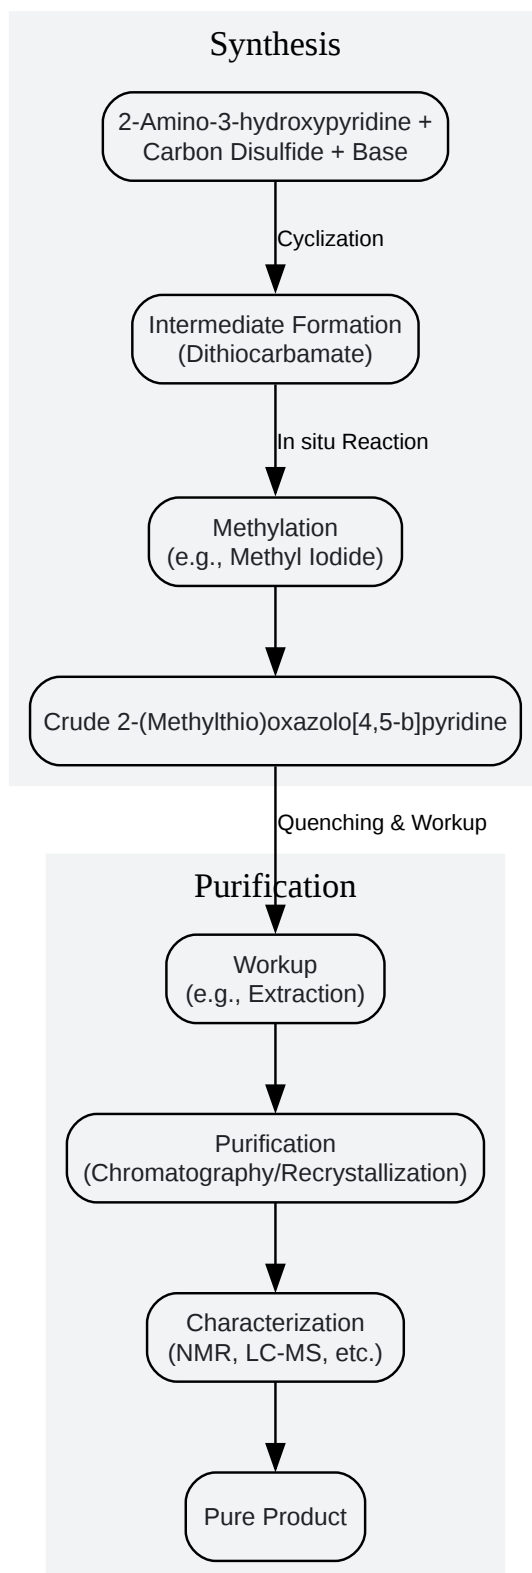 Synthesis
2-Amino-3-hydroxypyridine +
Carbon Disulfide + Base
Cyclization
Intermediate Formation
(Dithiocarbamate)
In situ Reaction
Methylation
(e.g., Methyl Iodide)
Crude 2-(Methylthio)oxazolo[4,5-b]pyridine
Quenching & Workup
Purification
Workup
(e.g., Extraction)
Purification
(Chromatography/Recrystallization)
Characterization
(NMR, LC-MS, etc.)
Pure Product